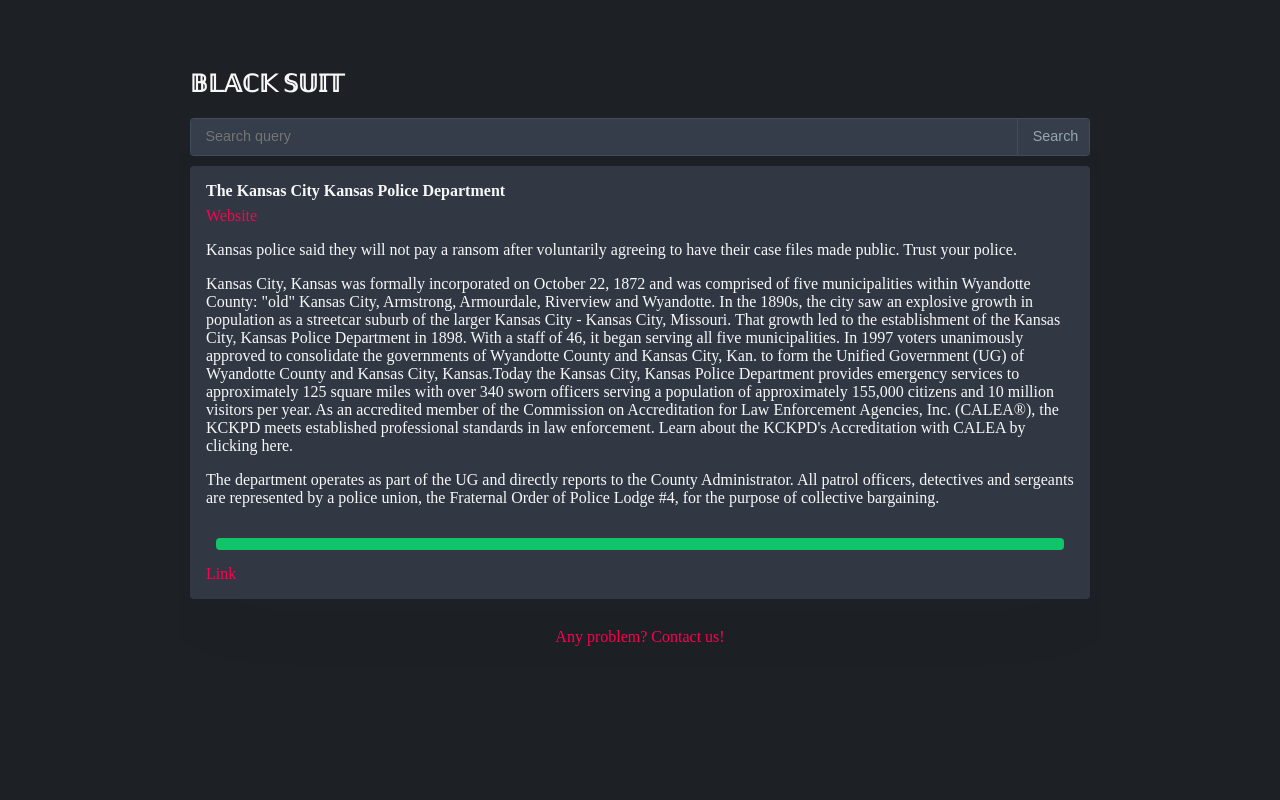 𝔹𝕃𝔸ℂ𝕂 𝕊𝕌𝕀𝕋
Search query
Search
The Kansas City Kansas Police Department
Website
Kansas police said they will not pay a ransom after voluntarily agreeing to have their case files made public. Trust your police.
Kansas City, Kansas was formally incorporated on October 22, 1872 and was comprised of five municipalities within Wyandotte
County: "old" Kansas City, Armstrong, Armourdale, Riverview and Wyandotte. In the 1890s, the city saw an explosive growth in
population as a streetcar suburb of the larger Kansas City - Kansas City, Missouri. That growth led to the establishment of the Kansas
City, Kansas Police Department in 1898. With a staff of 46, it began serving all five municipalities. In 1997 voters unanimously
approved to consolidate the governments of Wyandotte County and Kansas City, Kan. to form the Unified Government (UG) of
Wyandotte County and Kansas City, Kansas.Today the Kansas City, Kansas Police Department provides emergency services to
approximately 125 square miles with over 340 sworn officers serving a population of approximately 155,000 citizens and 10 million
visitors per year. As an accredited member of the Commission on Accreditation for Law Enforcement Agencies, Inc. (CALEA®), the
KCKPD meets established professional standards in law enforcement. Learn about the KCKPD's Accreditation with CALEA by
clicking here.
The department operates as part of the UG and directly reports to the County Administrator. All patrol officers, detectives and sergeants
are represented by a police union, the Fraternal Order of Police Lodge #4, for the purpose of collective bargaining.
Link
Any problem? Contact us!